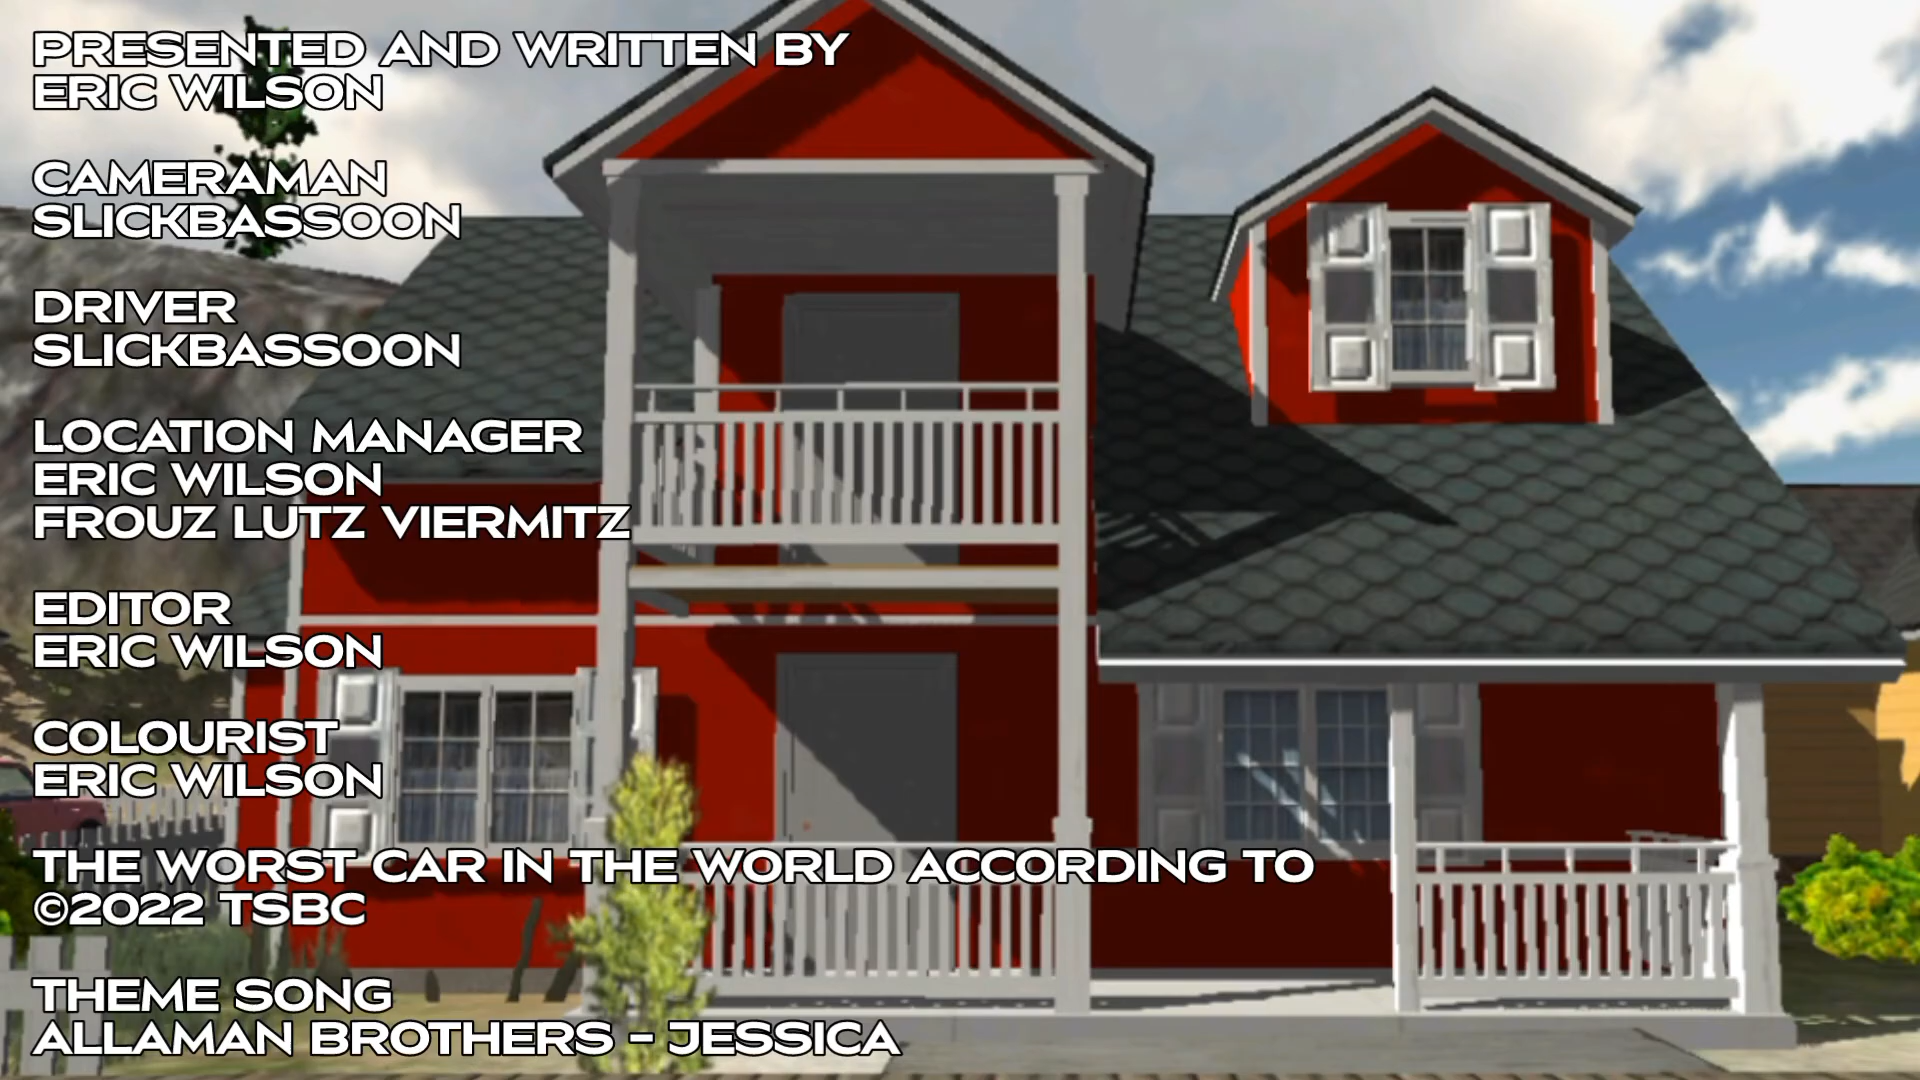 PRESENTED AND WRITTEN BY
ERIC WILSON
CAMERAMAN
SLICKBASSOON
DRIVER
SLICKBASSOON
LOCATION MANAGER
ERIC WILSON
FROUZ LUTZ VIERMITZ
EDITOR
ERIC WILSON
COLOURIST
ERIC WILSON
THE WORST CAR IN THE WORLD ACCORDING TO
©2022 TSBC
THEME SONG
ALLAMAN BROTHERS - JESSICA